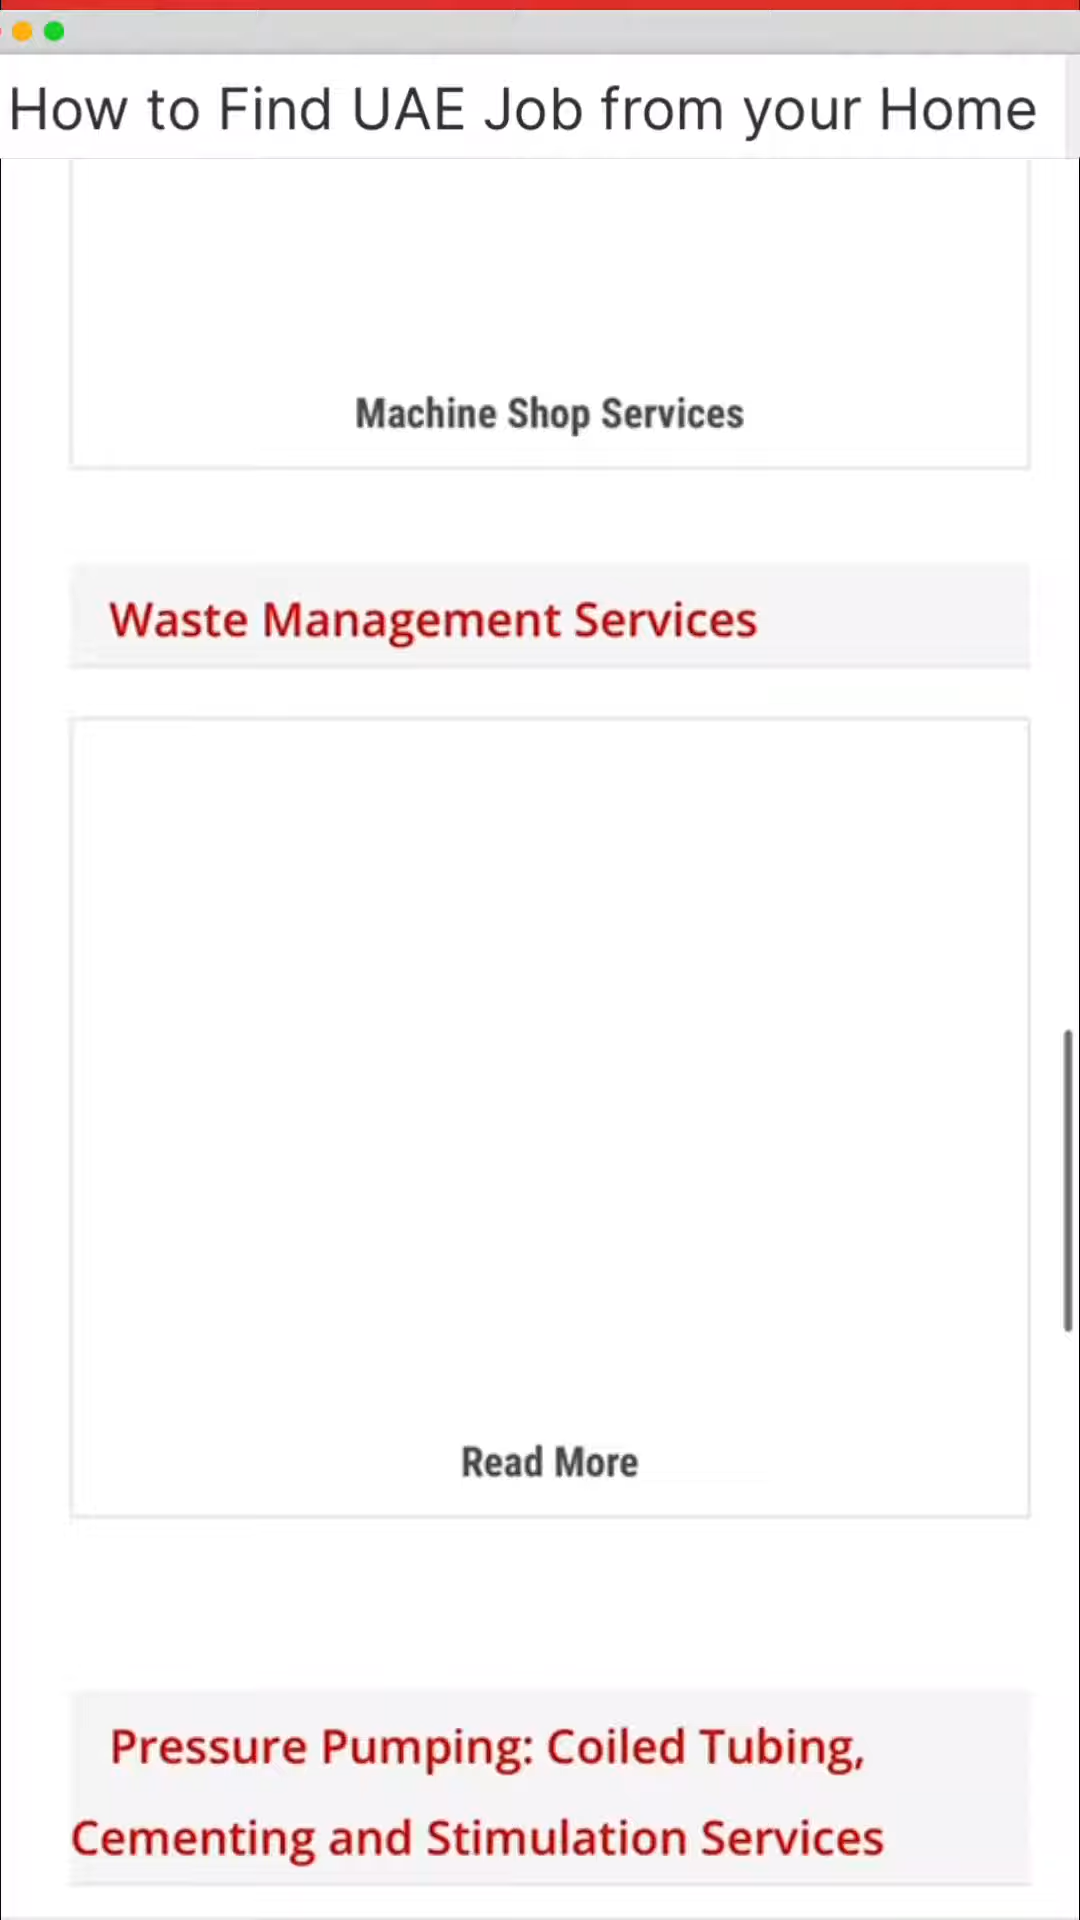 How to Find UAE Job from your Home
Machine Shop Services
Waste Management Services
Read More
Pressure Pumping: Coiled Tubing,
Cementing and Stimulation Services